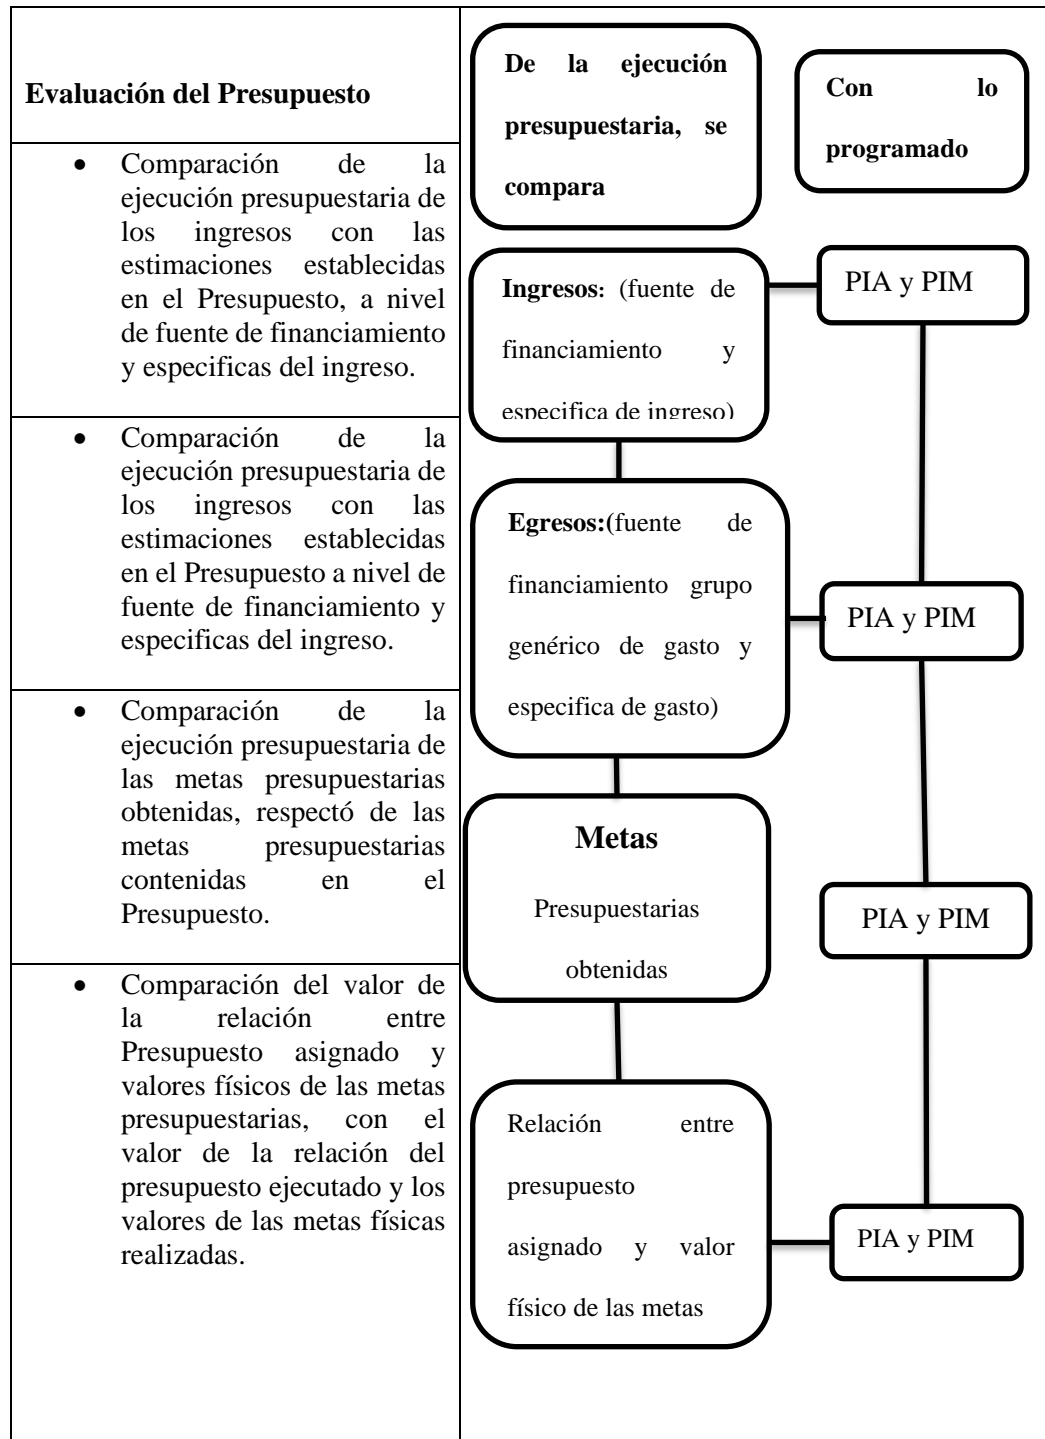 Evaluación del Presupuesto
• Comparación de la
ejecución presupuestaria de
los ingresos con las
estimaciones establecidas
en el Presupuesto, a nivel
de fuente de financiamiento
y especificas del ingreso.
• Comparación de la
ejecución presupuestaria de
los ingresos con las
estimaciones establecidas
en el Presupuesto a nivel de
fuente de financiamiento y
especificas del ingreso.
• Comparación de la
ejecución presupuestaria de
las metas presupuestarias
obtenidas, respectó de las
metas presupuestarias
contenidas en el
Presupuesto.
• Comparación del valor de
la relación entre
Presupuesto asignado y
valores físicos de las metas
presupuestarias, con el
valor de la relación del
presupuesto ejecutado y los
valores de las metas físicas
realizadas.
De la ejecución
presupuestaria, se
compara
Con lo
programado
Ingresos: (fuente de
financiamiento y
especifica de ingreso)
PIA y PIM
Egresos:(fuente de
financiamiento grupo
genérico de gasto y
especifica de gasto)
PIA y PIM
Metas
Presupuestarias
obtenidas
PIA y PIM
Relación entre
presupuesto
asignado y valor
físico de las metas
PIA y PIM